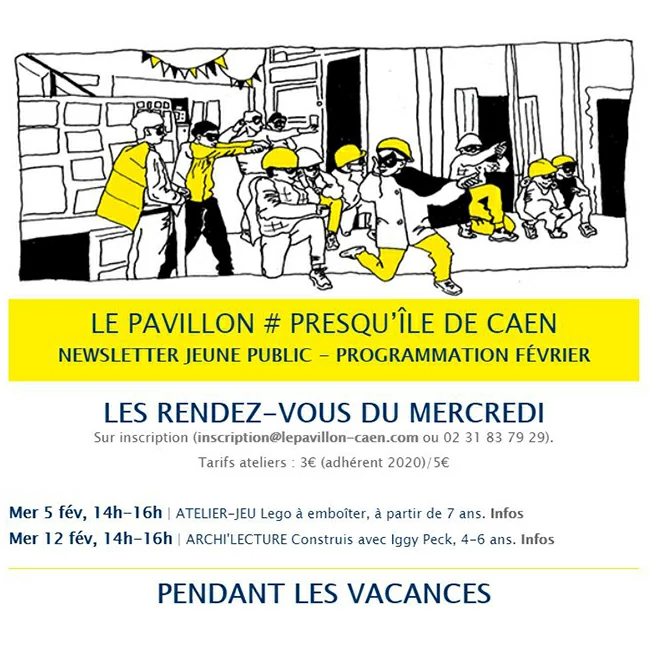 LE PAVILLON # PRESQU'ÎLE DE CAEN
NEWSLETTER JEUNE PUBLIC – PROGRAMMATION FÉVRIER
LES RENDEZ-VOUS DU MERCREDI
Sur inscription (inscription@lepavillon-caen.com ou 02 31 83 79 29).
Tarifs ateliers : 3€ (adhérent 2020)/5€
Mer 5 fév, 14h-16h | ATELIER-JEU Lego à emboîter, à partir de 7 ans. Infos
Mer 12 fév, 14h-16h | ARCHI'LECTURE Construis avec Iggy Peck, 4-6 ans. Infos
PENDANT LES VACANCES